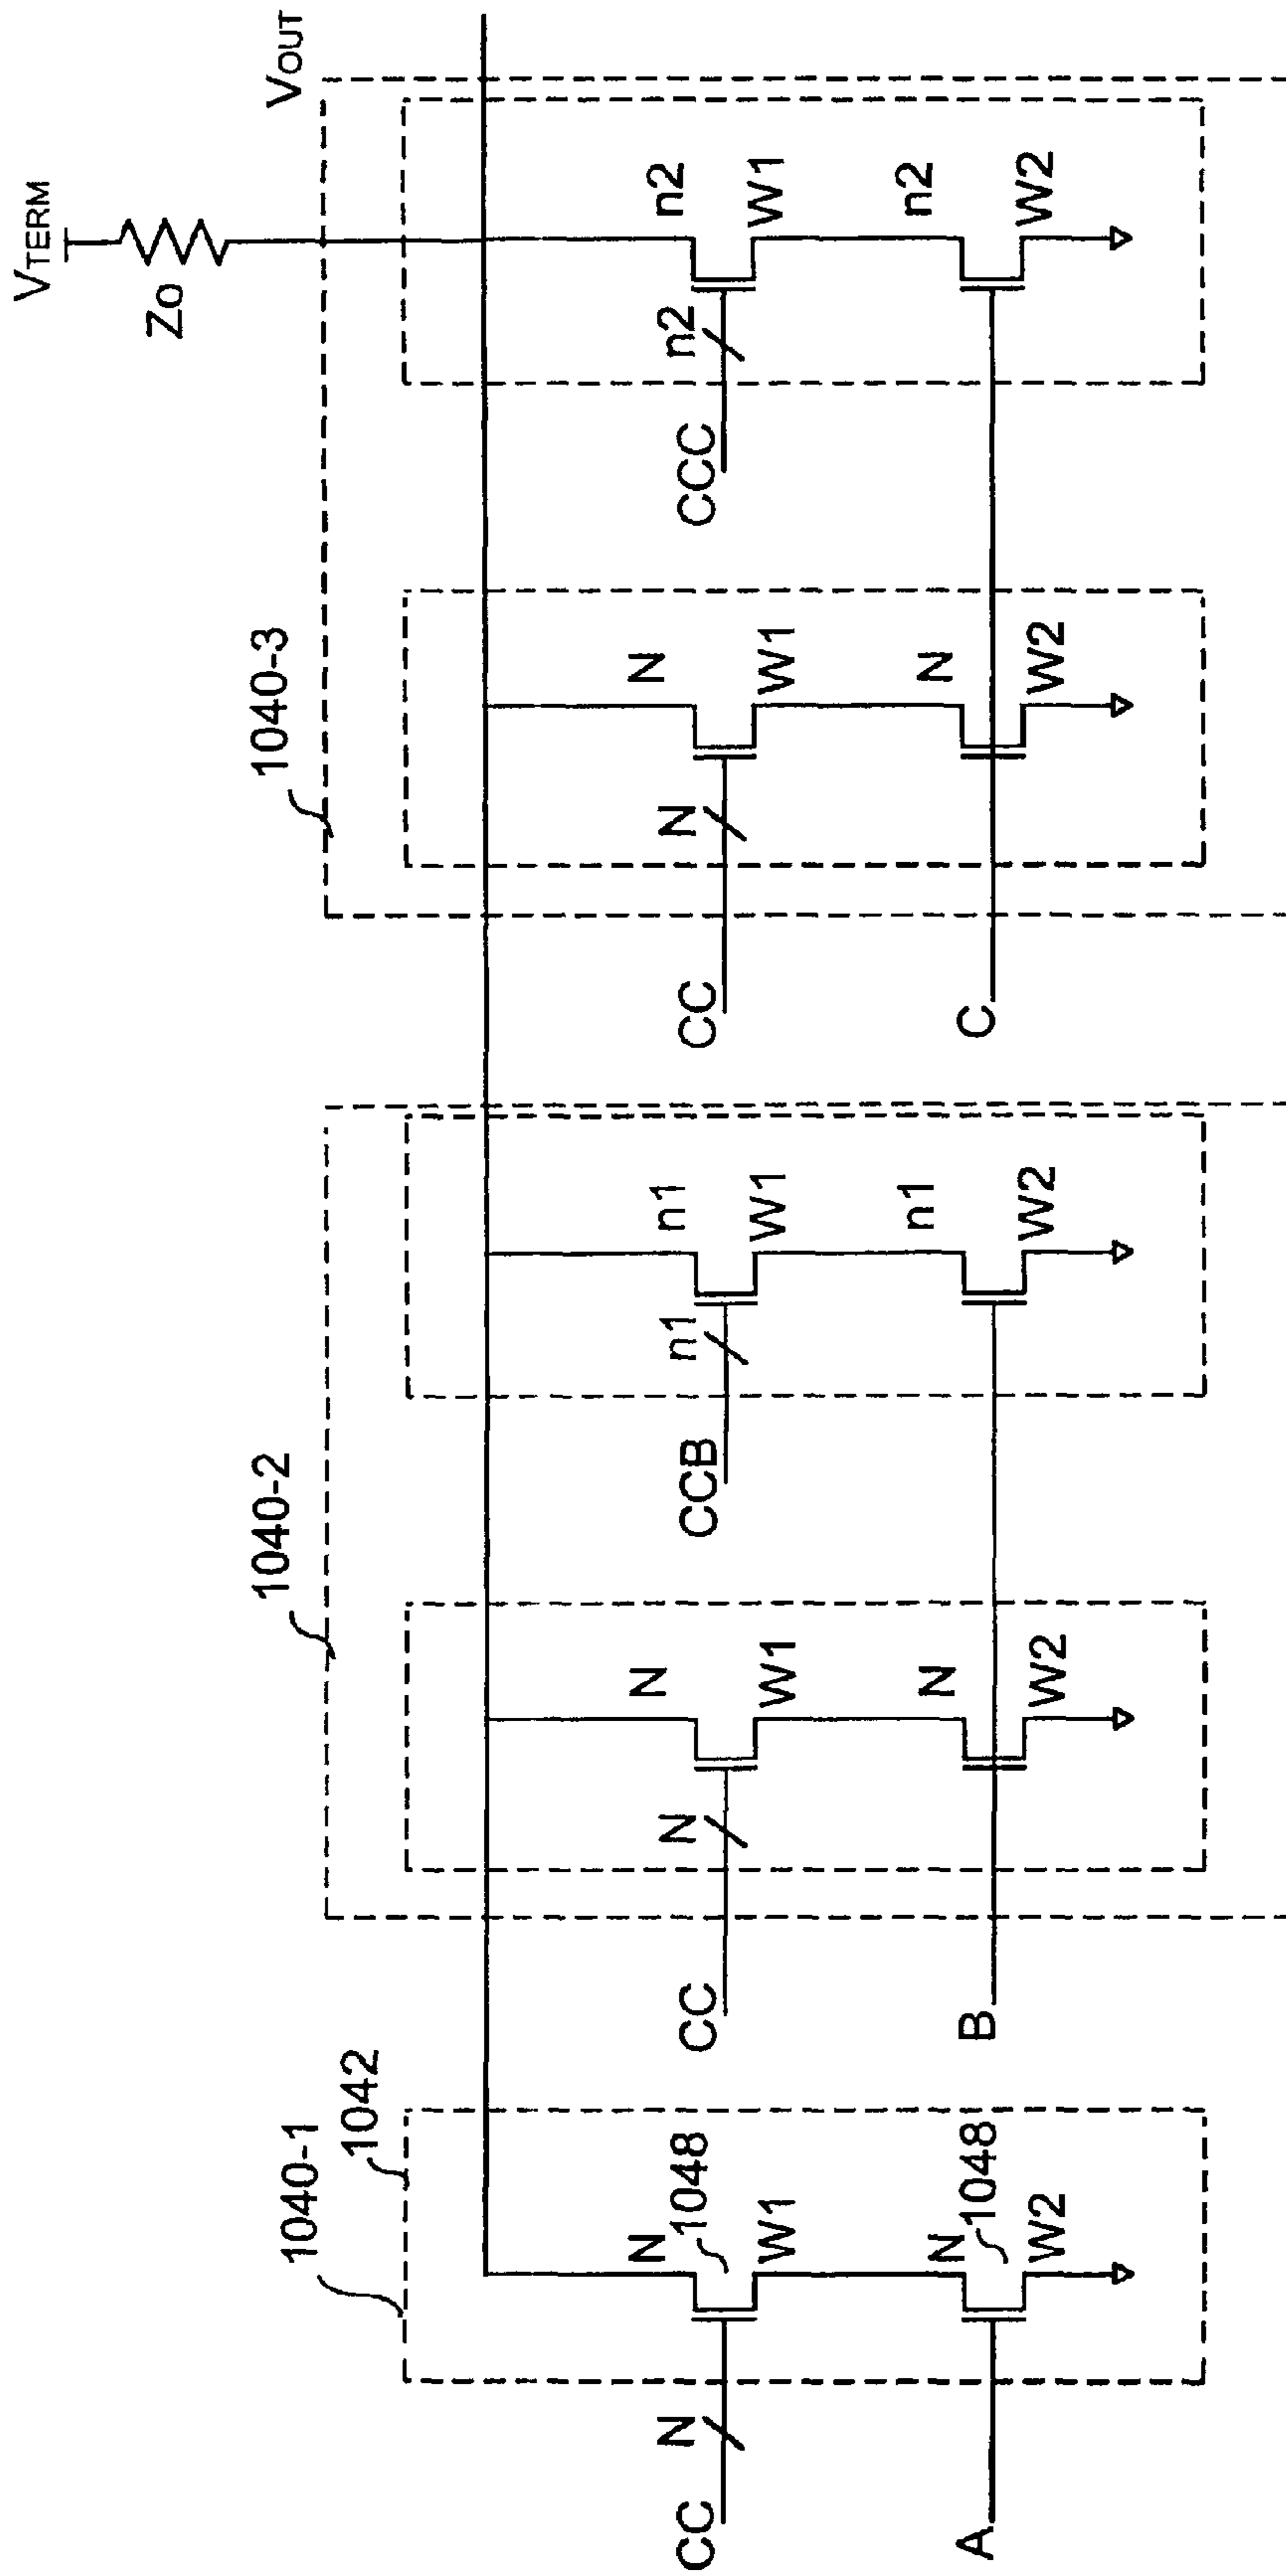 VTERM
Zo
VOUT
1040-1
1042
1040-2
1040-3
CC
N
N
1048
W1
CC
N
N
W1
CCB
n1
n1
W1
CC
N
N
W1
CCC
n2
n2
W1
A
N
1048
W2
B
N
W2
n1
W2
C
N
W2
n2
W2